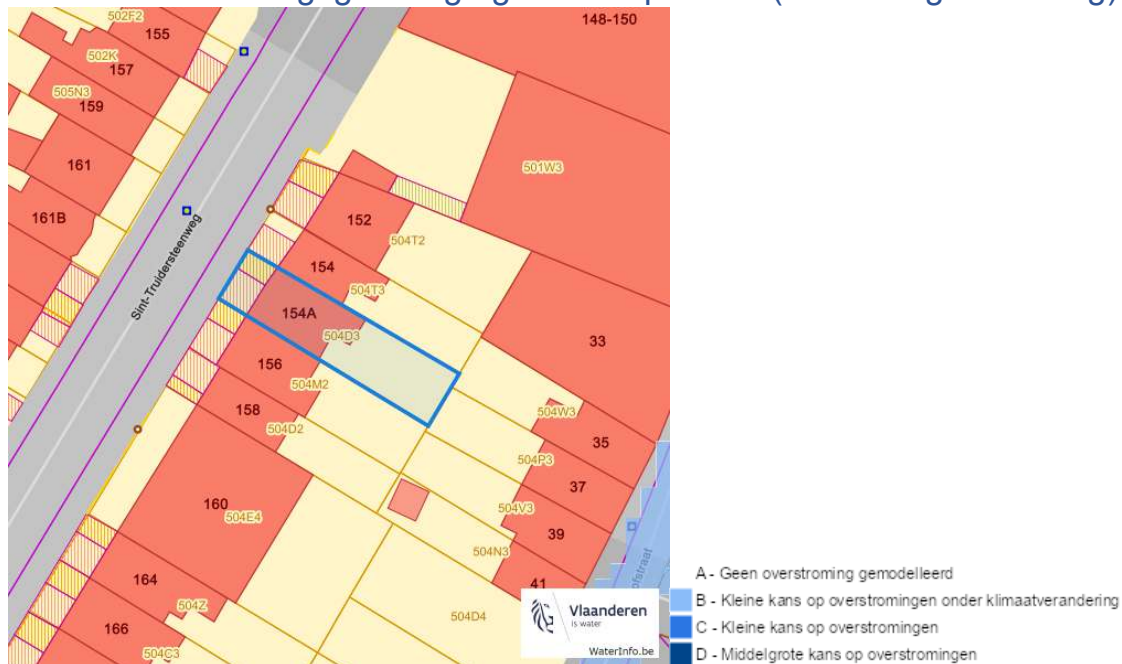 502F2
155
148-150
502K
157
505N3
159
161
501W3
161B
152
504T2
Sint-Truidersteenweg
154
504T3
154A
504D3
33
156
504M2
158
504W3
504D2
35
504P3
37
160
504V3
504E4
39
504N3
ofstraat
164
41
504Z
504D4
166
504C3
Vlaanderen
is water
WaterInfo.be
A - Geen overstroming gemodelleerd
B - Kleine kans op overstromingen onder klimaatverandering
C - Kleine kans op overstromingen
D - Middelgrote kans op overstromingen